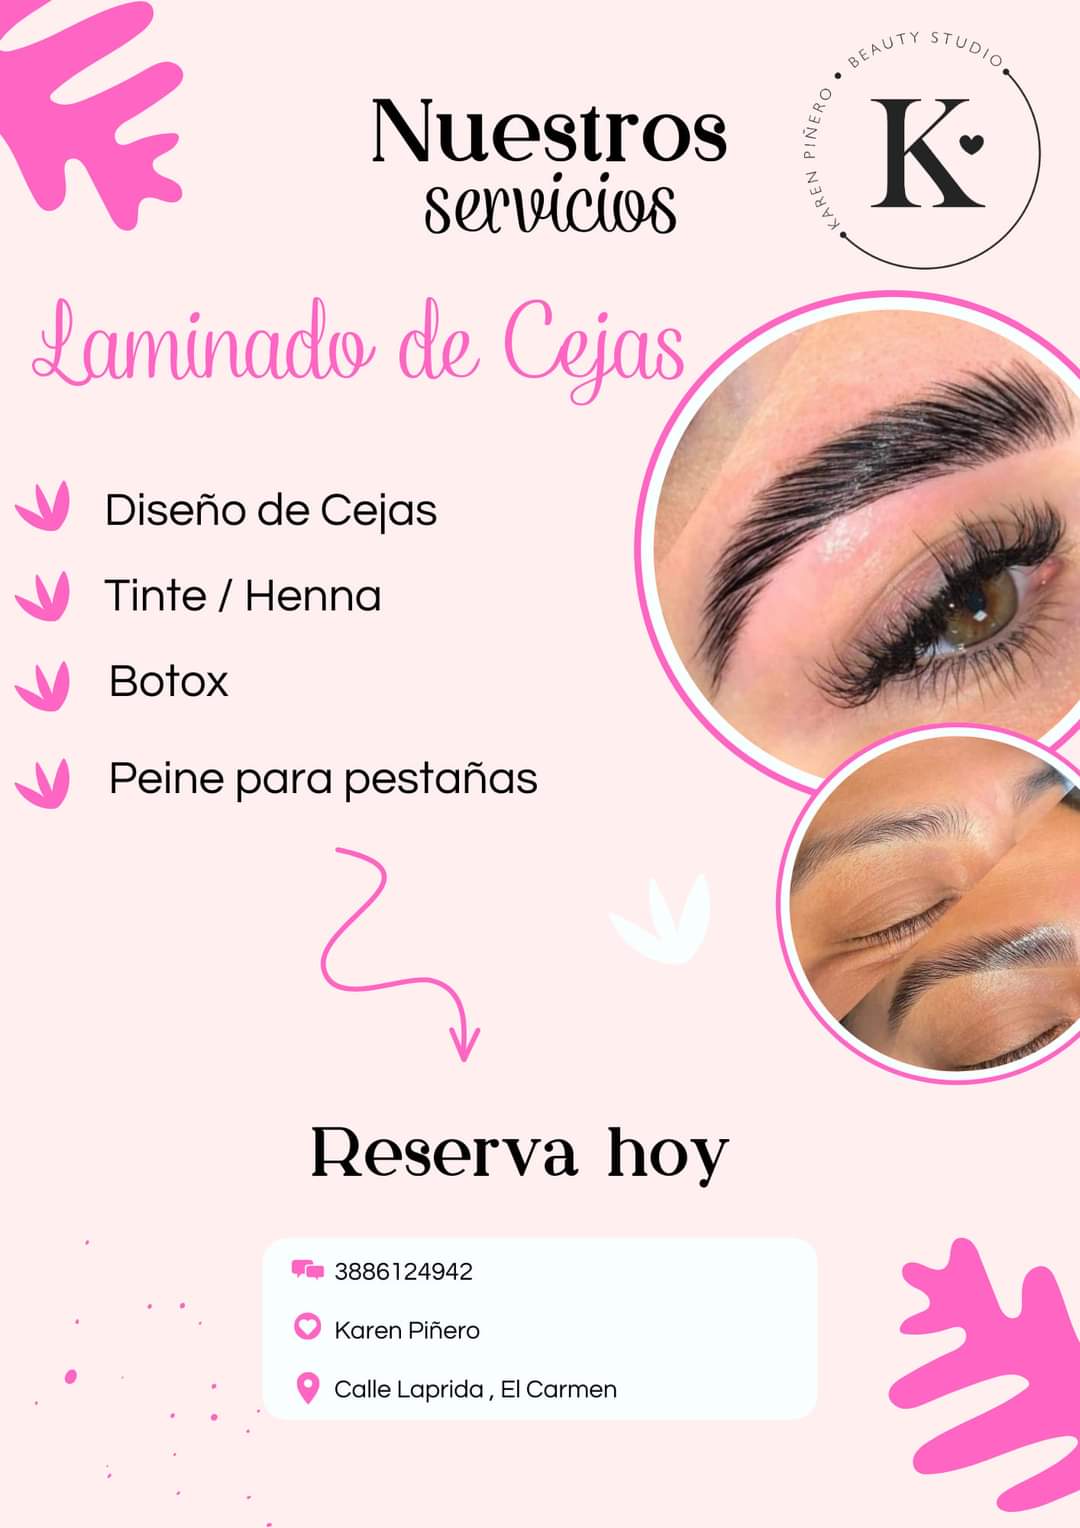 KAREN PIÑERO • BEAUTY STUDIO
K
Nuestros
servicios
Laminado de Cejas
Diseño de Cejas
Tinte / Henna
Botox
Peine para pestañas
Reserva hoy
3886124942
Karen Piñero
Calle Laprida , El Carmen